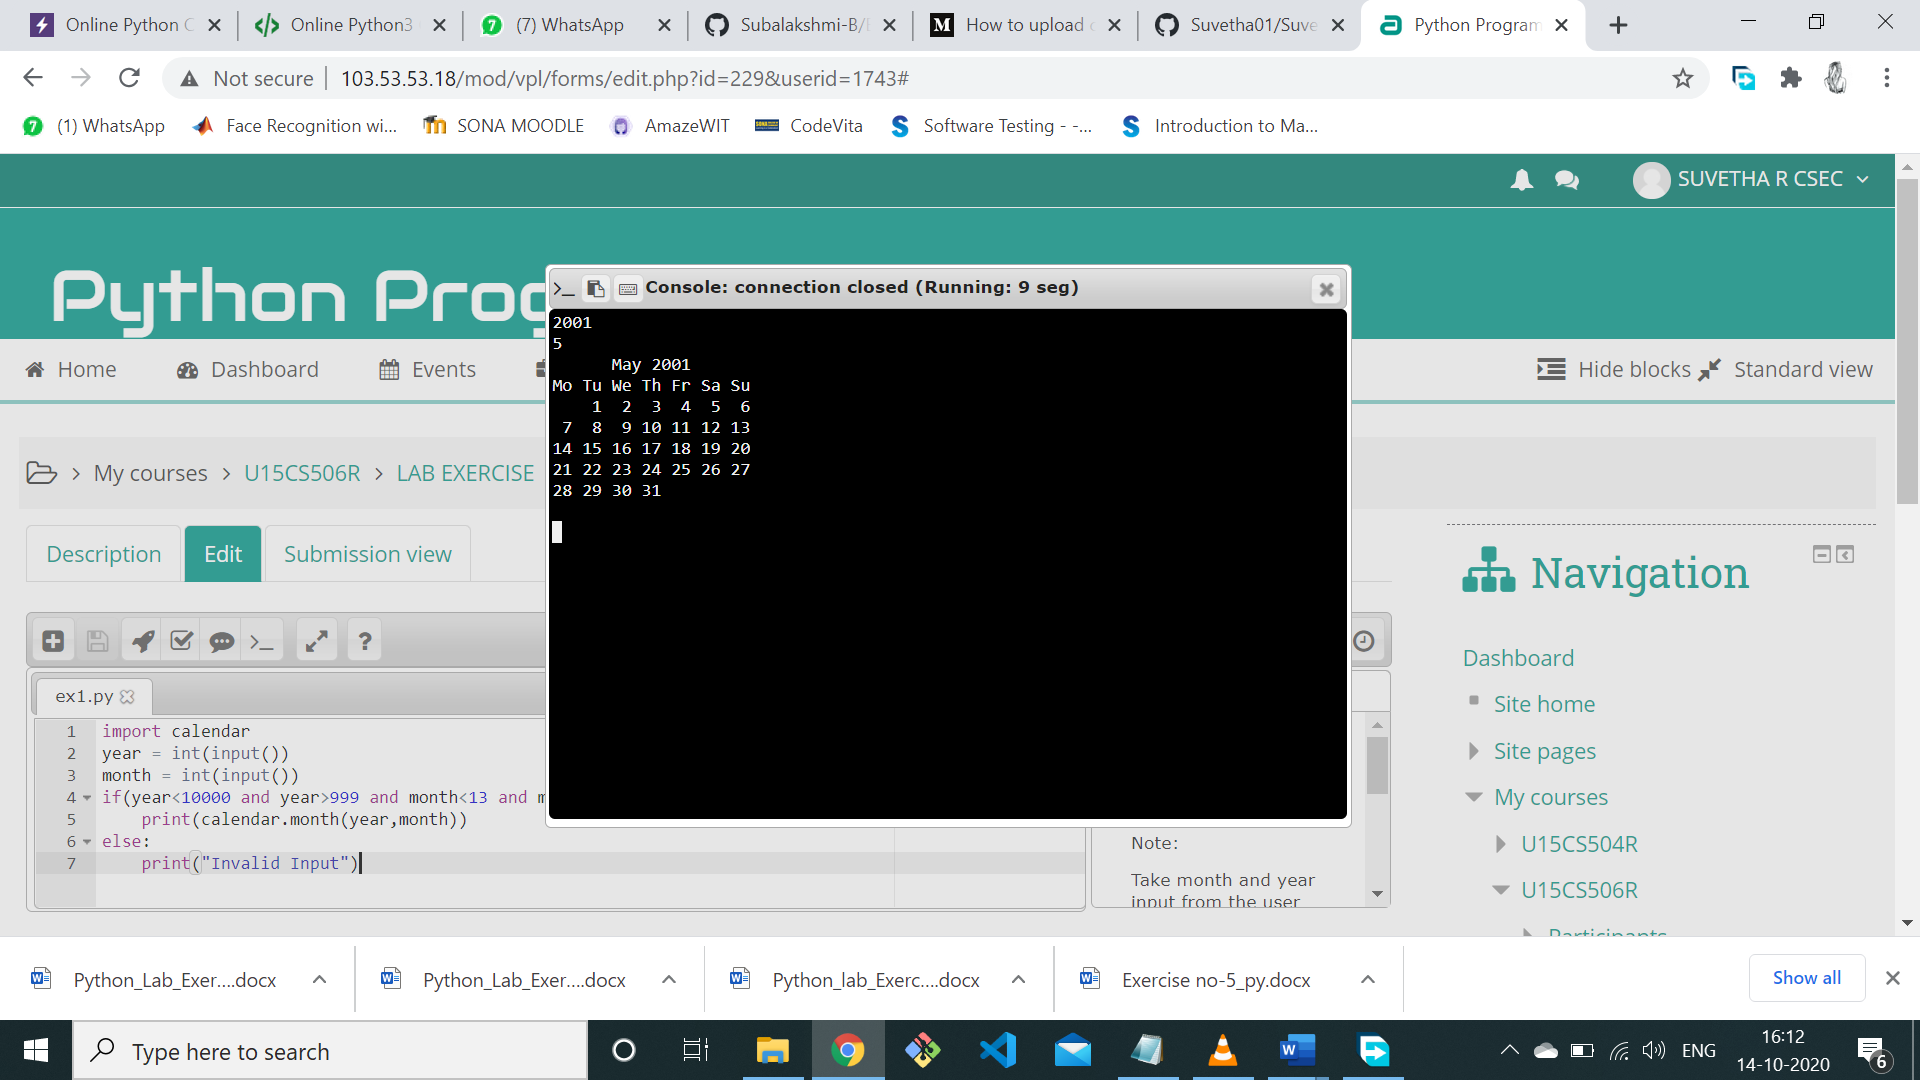 Online Python C
Online Python3
(7) WhatsApp
Subalakshmi-B/
How to upload
Suvetha01/Suve
Python Program
Not secure
103.53.53.18/mod/vpl/forms/edit.php?id=229&userid=1743#
(1) WhatsApp
Face Recognition wi...
SONA MOODLE
AmazeWIT
CodeVita
Software Testing - -...
Introduction to Ma...
SUVETHA R CSEC
Python Prog
Console: connection closed (Running: 9 seg)
2001
5
May 2001
Mo Tu We Th Fr Sa Su
1 2 3 4 5 6
7 8 9 10 11 12 13
14 15 16 17 18 19 20
21 22 23 24 25 26 27
28 29 30 31
Home
Dashboard
Events
Hide blocks
Standard view
My courses
U15CS506R
LAB EXERCISE
Description
Edit
Submission view
ex1.py
1 import calendar
2 year = int(input())
3 month = int(input())
4 if(year<10000 and year>999 and month<13 and m
5 print(calendar.month(year,month))
6 else:
7 print("Invalid Input")
Note:
Take month and year
input from the user
Navigation
Dashboard
Site home
Site pages
My courses
U15CS504R
U15CS506R
Participants
Python_Lab_Exer....docx
Python_Lab_Exer....docx
Python_lab_Exerc....docx
Exercise no-5_py.docx
Show all
Type here to search
ENG
16:12
14-10-2020
6